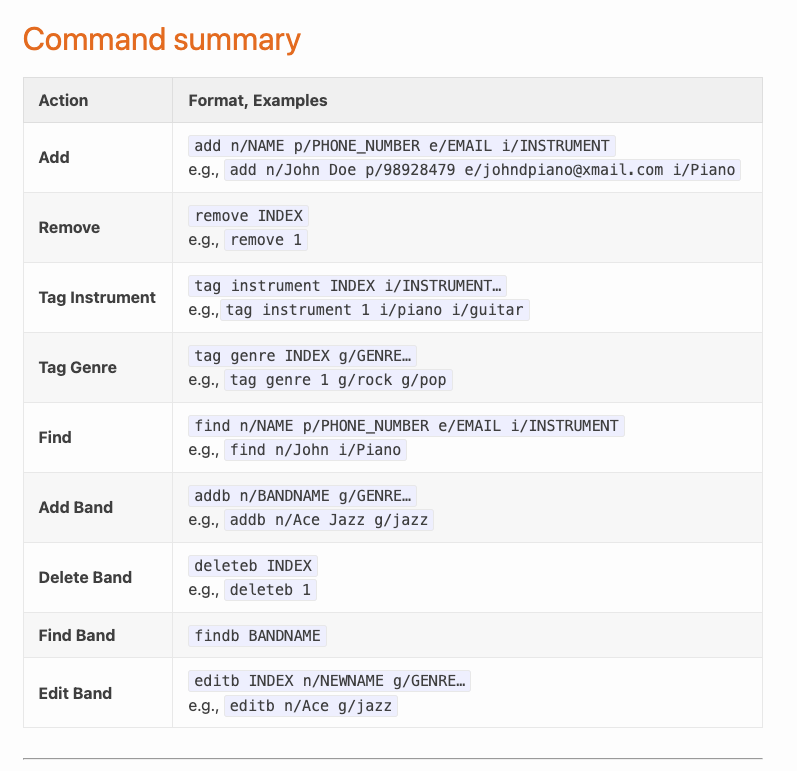 Command summary
Action Format, Examples
Add
add n/NAME p/PHONE_NUMBER e/EMAIL i/INSTRUMENT
e.g., add n/John Doe p/98928479 e/johndpiano@xmail.com i/Piano
Remove
remove INDEX
e.g., remove 1
Tag Instrument
tag instrument INDEX i/INSTRUMENT…
e.g., tag instrument 1 i/piano i/guitar
Tag Genre
tag genre INDEX g/GENRE…
e.g., tag genre 1 g/rock g/pop
Find
find n/NAME p/PHONE_NUMBER e/EMAIL i/INSTRUMENT
e.g., find n/John i/Piano
Add Band
addb n/BANDNAME g/GENRE…
e.g., addb n/Ace Jazz g/jazz
Delete Band
deleteb INDEX
e.g., deleteb 1
Find Band findb BANDNAME
Edit Band
editb INDEX n/NEWNAME g/GENRE…
e.g., editb n/Ace g/jazz